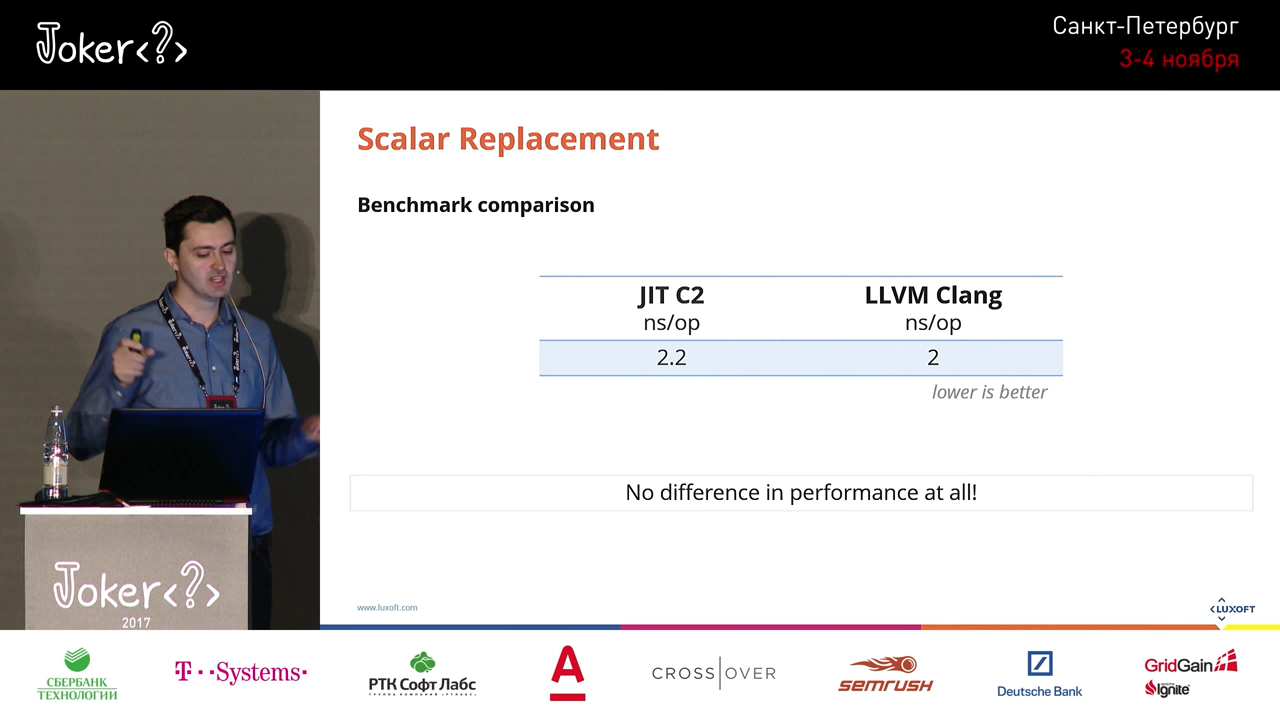 Joker<?>
Санкт-Петербург
3-4 ноября
Scalar Replacement
Benchmark comparison
JIT C2 LLVM Clang
ns/op ns/op
2.2 2
lower is better
No difference in performance at all!
www.luxoft.com
LUXOFT
Joker<?>
2017
СБЕРБАНК
ТЕХНОЛОГИИ
T··Systems·
РТК Софт Лабс
А
CROSS|OVER
semrush
Deutsche Bank
GridGain
Ignite